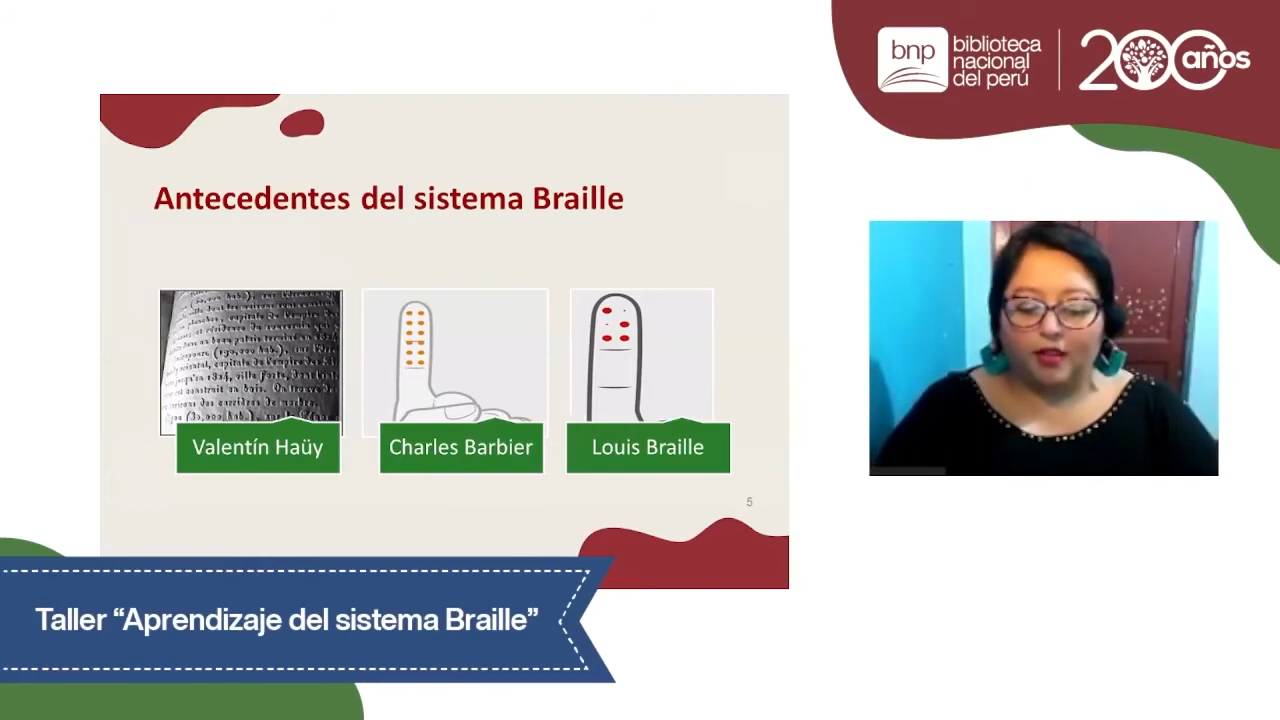 bnp
biblioteca
nacional
del perú
200 años
Antecedentes del sistema Braille
Valentín Haüy
Charles Barbier
Louis Braille
5
Taller “Aprendizaje del sistema Braille”